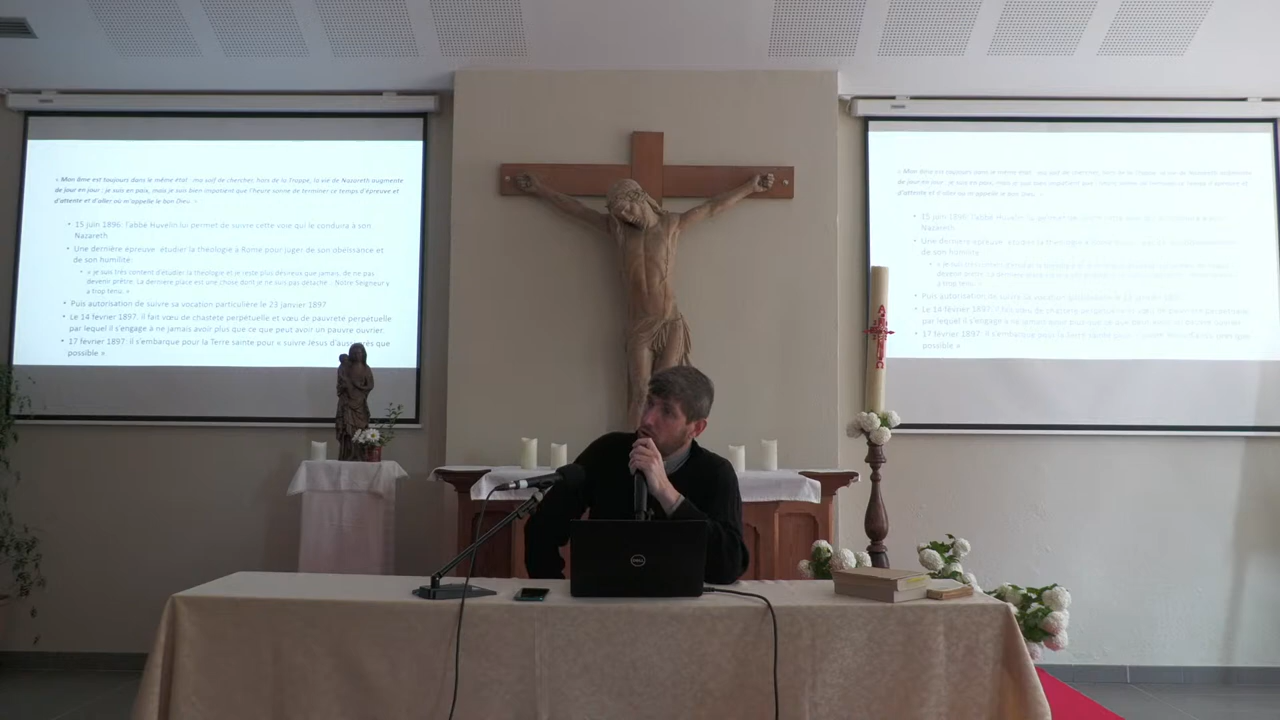 « Mon âme est toujours dans le même état : ma soif de chercher, hors de la Trappe, la vie de Nazareth augmente
de jour en jour : je suis en paix, mais je suis bien impatient que l'heure sonne de terminer ce temps d'épreuve et
d'attente et d'aller où m'appelle le bon Dieu. »
• 15 juin 1896: l'abbé Huvelin lui permet de suivre cette voie qui le conduira à son
Nazareth
• Une dernière épreuve: étudier la théologie à Rome pour juger de son obéissance et
de son humilité:
• « je suis très content d'étudier la théologie et je reste plus désireux que jamais, de ne pas
devenir prêtre. La dernière place est une chose dont je ne suis pas détaché : Notre Seigneur y
a trop tenu. »
• Puis autorisation de suivre sa vocation particulière le 23 janvier 1897
• Le 14 février 1897: il fait vœu de chasteté perpétuelle et vœu de pauvreté perpétuelle
par lequel il s'engage à ne jamais avoir plus que ce que peut avoir un pauvre ouvrier.
• 17 février 1897: il s'embarque pour la Terre sainte pour « suivre Jésus d'aussi près que
possible »
DELL